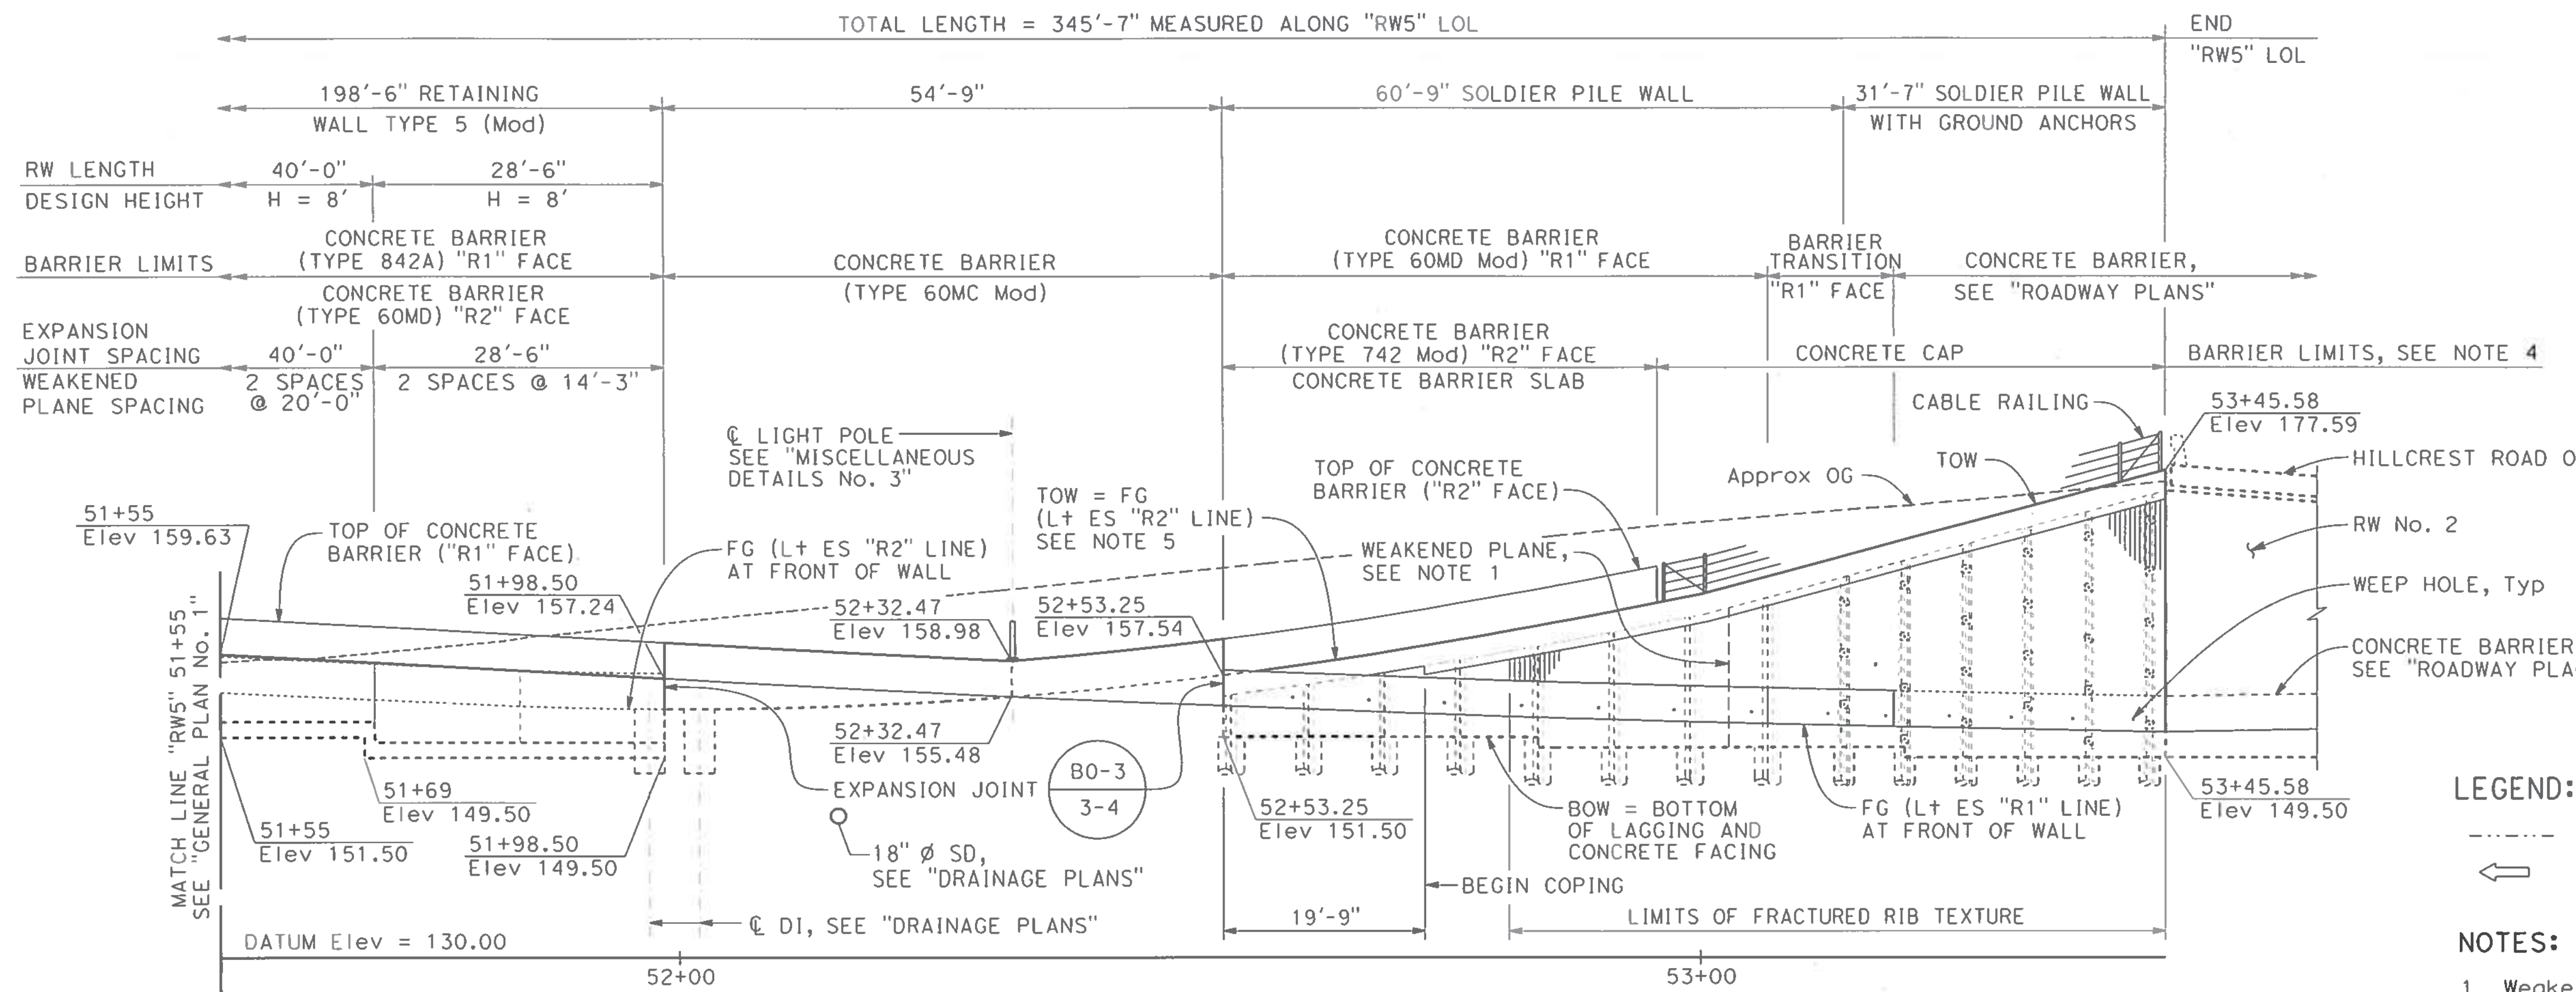 TOTAL LENGTH = 345'-7" MEASURED ALONG "RW5" LOL
END
"RW5" LOL
198'-6" RETAINING
WALL TYPE 5 (Mod)
54'-9"
60'-9" SOLDIER PILE WALL
31'-7" SOLDIER PILE WALL
WITH GROUND ANCHORS
RW LENGTH
40'-0"
28'-6"
DESIGN HEIGHT
H = 8'
H = 8'
BARRIER LIMITS
CONCRETE BARRIER
(TYPE 842A) "R1" FACE
CONCRETE BARRIER
(TYPE 60MD) "R2" FACE
CONCRETE BARRIER
(TYPE 60MC Mod)
CONCRETE BARRIER
(TYPE 60MD Mod) "R1" FACE
BARRIER
TRANSITION
"R1" FACE
CONCRETE BARRIER,
SEE "ROADWAY PLANS"
EXPANSION
JOINT SPACING
40'-0"
28'-6"
WEAKENED
PLANE SPACING
2 SPACES
@ 20'-0"
2 SPACES @ 14'-3"
CONCRETE BARRIER
(TYPE 742 Mod) "R2" FACE
CONCRETE BARRIER SLAB
CONCRETE CAP
BARRIER LIMITS, SEE NOTE 4
CABLE RAILING
53+45.58
Elev 177.59
℄ LIGHT POLE
SEE "MISCELLANEOUS
DETAILS No. 3"
TOP OF CONCRETE
BARRIER ("R2" FACE)
Approx OG
TOW
HILLCREST ROAD O
TOW = FG
(Lt ES "R2" LINE)
SEE NOTE 5
51+55
Elev 159.63
TOP OF CONCRETE
BARRIER ("R1" FACE)
FG (Lt ES "R2" LINE)
AT FRONT OF WALL
WEAKENED PLANE,
SEE NOTE 1
RW No. 2
51+98.50
Elev 157.24
52+32.47
Elev 158.98
52+53.25
Elev 157.54
WEEP HOLE, Typ
MATCH LINE "RW5" 51+55
SEE "GENERAL PLAN No. 1"
CONCRETE BARRIER
SEE "ROADWAY PLA
52+32.47
Elev 155.48
EXPANSION JOINT
B0-3
3-4
51+69
Elev 149.50
51+55
Elev 151.50
51+98.50
Elev 149.50
18" Ø SD,
SEE "DRAINAGE PLANS"
52+53.25
Elev 151.50
BOW = BOTTOM
OF LAGGING AND
CONCRETE FACING
FG (Lt ES "R1" LINE)
AT FRONT OF WALL
53+45.58
Elev 149.50
LEGEND:
BEGIN COPING
℄ DI, SEE "DRAINAGE PLANS"
19'-9"
LIMITS OF FRACTURED RIB TEXTURE
DATUM Elev = 130.00
52+00
53+00
NOTES:
1. Weake